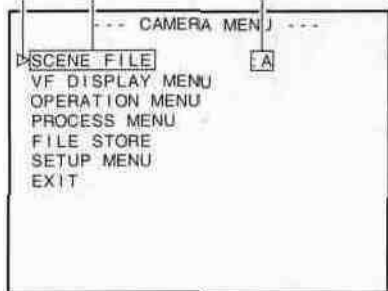 --- CAMERA MENU ---
SCENE FILE :A
VF DISPLAY MENU
OPERATION MENU
PROCESS MENU
FILE STORE
SETUP MENU
EXIT